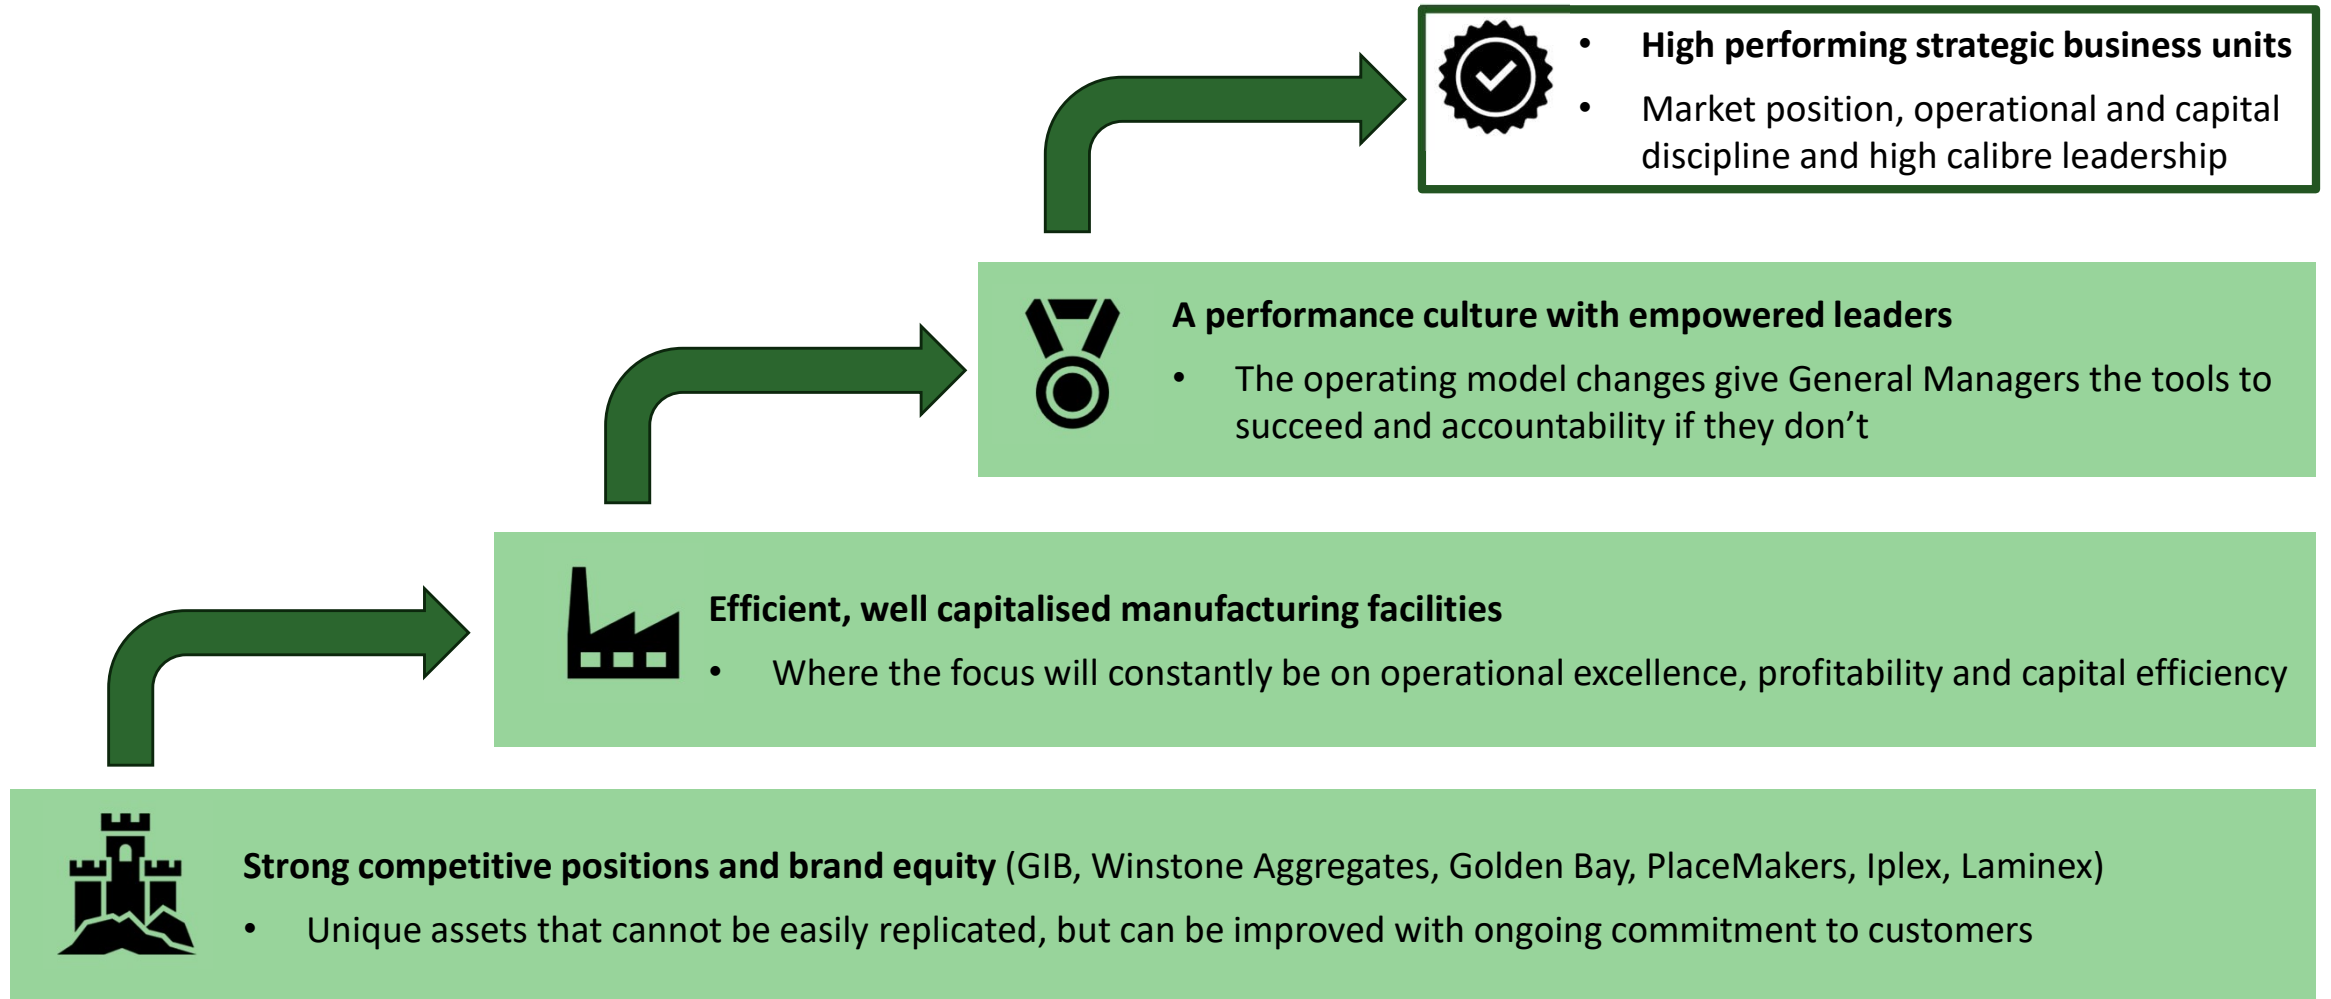 • High performing strategic business units
• Market position, operational and capital
discipline and high calibre leadership
A performance culture with empowered leaders
• The operating model changes give General Managers the tools to
succeed and accountability if they don’t
Efficient, well capitalised manufacturing facilities
• Where the focus will constantly be on operational excellence, profitability and capital efficiency
Strong competitive positions and brand equity (GIB, Winstone Aggregates, Golden Bay, PlaceMakers, Iplex, Laminex)
• Unique assets that cannot be easily replicated, but can be improved with ongoing commitment to customers